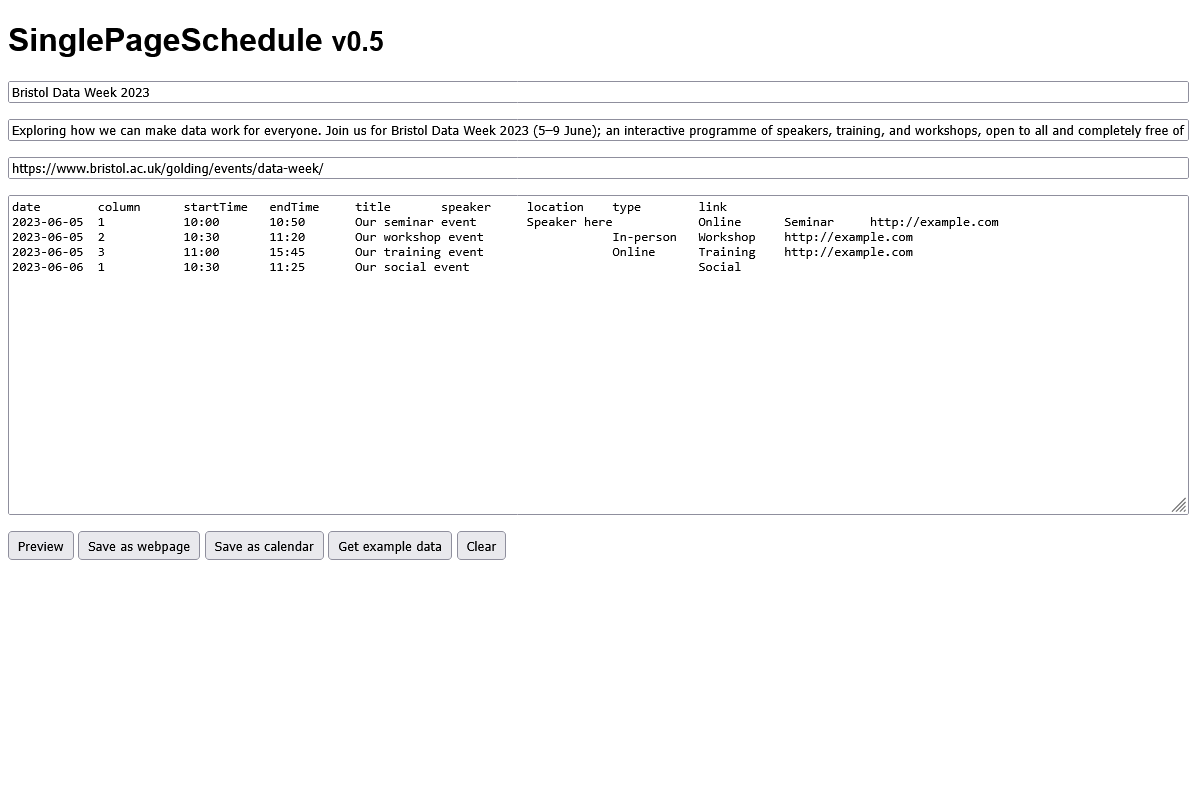 SinglePageSchedule v0.5
Bristol Data Week 2023
Exploring how we can make data work for everyone. Join us for Bristol Data Week 2023 (5–9 June); an interactive programme of speakers, training, and workshops, open to all and completely free of
https://www.bristol.ac.uk/golding/events/data-week/
date column startTime endTime title speaker location type link
2023-06-05 1 10:00 10:50 Our seminar event Speaker here Online Seminar http://example.com
2023-06-05 2 10:30 11:20 Our workshop event In-person Workshop http://example.com
2023-06-05 3 11:00 15:45 Our training event Online Training http://example.com
2023-06-06 1 10:30 11:25 Our social event Social
Preview Save as webpage Save as calendar Get example data Clear